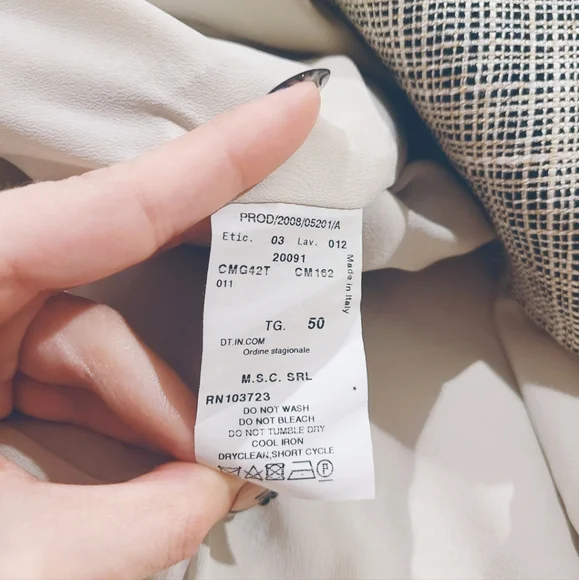 PROD/2008/05201/A
Etic. 03 Lav. 012
20091
CMG42T CM162
011
Made in Italy
TG. 50
DT.IN.COM
Ordine stagionale
M.S.C. SRL
RN103723
DO NOT WASH
DO NOT BLEACH
DO NOT TUMBLE DRY
COOL IRON
DRYCLEAN,SHORT CYCLE
P